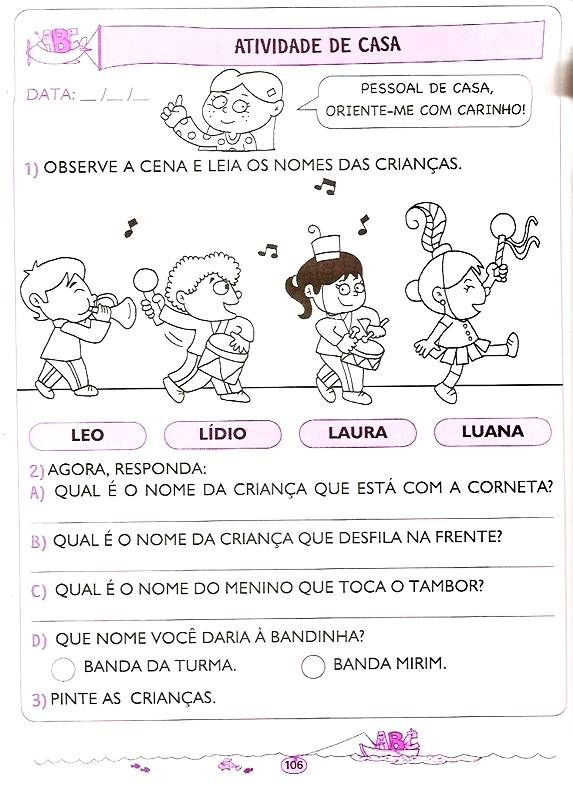 AB
ATIVIDADE DE CASA
DATA: __ /__ /__
PESSOAL DE CASA,
ORIENTE-ME COM CARINHO!
1) OBSERVE A CENA E LEIA OS NOMES DAS CRIANÇAS.
LEO LÍDIO LAURA LUANA
2) AGORA, RESPONDA:
A) QUAL É O NOME DA CRIANÇA QUE ESTÁ COM A CORNETA?
B) QUAL É O NOME DA CRIANÇA QUE DESFILA NA FRENTE?
C) QUAL É O NOME DO MENINO QUE TOCA O TAMBOR?
D) QUE NOME VOCÊ DARIA À BANDINHA?
BANDA DA TURMA. BANDA MIRIM.
3) PINTE AS CRIANÇAS.
ABC
106